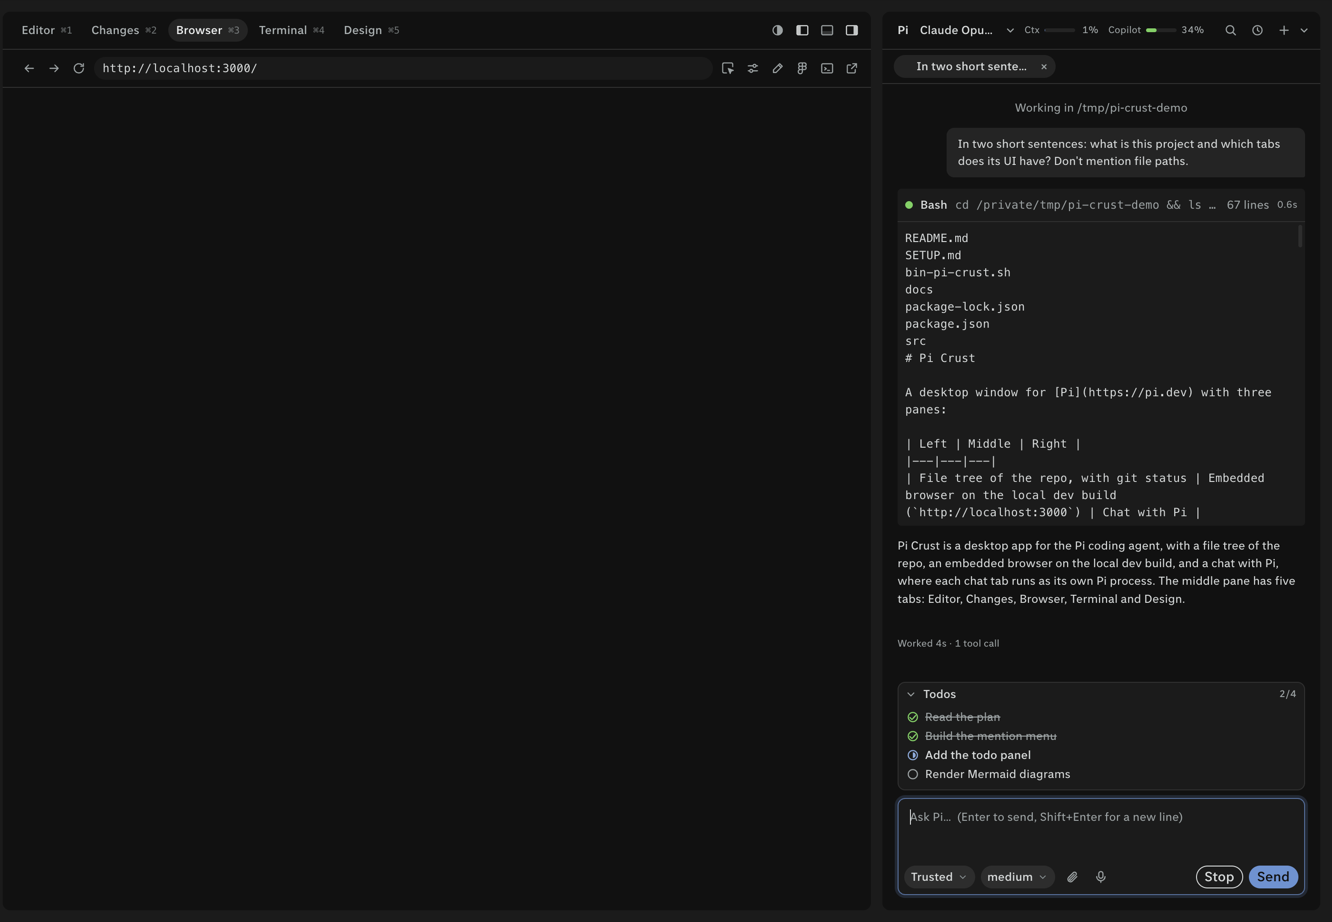 Editor ⌘1 Changes ⌘2 Browser ⌘3 Terminal ⌘4 Design ⌘5
http://localhost:3000/
Pi Claude Opu... Ctx 1% Copilot 34%
In two short sente... ×
Working in /tmp/pi-crust-demo
In two short sentences: what is this project and which tabs
does its UI have? Don't mention file paths.
Bash cd /private/tmp/pi-crust-demo && ls … 67 lines 0.6s
README.md
SETUP.md
bin-pi-crust.sh
docs
package-lock.json
package.json
src
# Pi Crust
A desktop window for [Pi](https://pi.dev) with three
panes:
| Left | Middle | Right |
|---|---|---|
| File tree of the repo, with git status | Embedded
browser on the local dev build
(`http://localhost:3000`) | Chat with Pi |
Pi Crust is a desktop app for the Pi coding agent, with a file tree of the
repo, an embedded browser on the local dev build, and a chat with Pi,
where each chat tab runs as its own Pi process. The middle pane has five
tabs: Editor, Changes, Browser, Terminal and Design.
Worked 4s · 1 tool call
Todos 2/4
Read the plan
Build the mention menu
Add the todo panel
Render Mermaid diagrams
Ask Pi... (Enter to send, Shift+Enter for a new line)
Trusted medium Stop Send